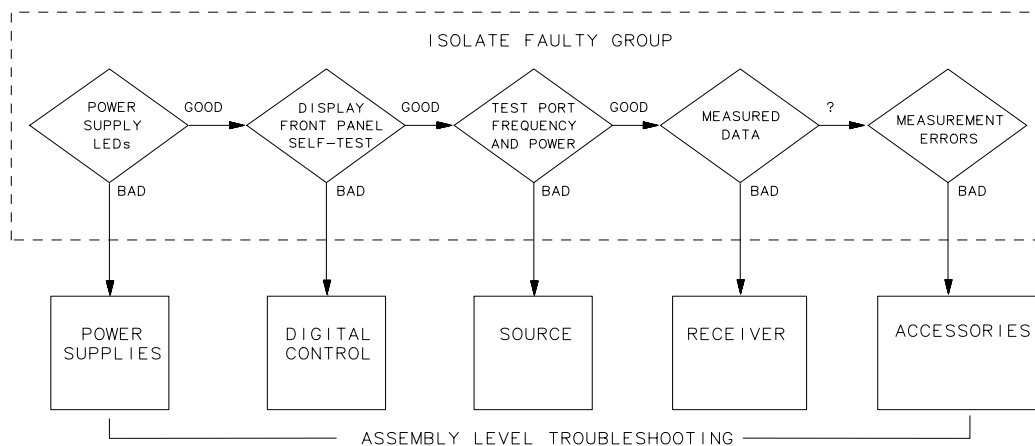 ISOLATE FAULTY GROUP
POWER
SUPPLY
LEDs
GOOD
DISPLAY
FRONT PANEL
SELF-TEST
GOOD
TEST PORT
FREQUENCY
AND POWER
GOOD
MEASURED
DATA
?
MEASUREMENT
ERRORS
BAD
BAD
BAD
BAD
BAD
POWER
SUPPLIES
DIGITAL
CONTROL
SOURCE
RECEIVER
ACCESSORIES
ASSEMBLY LEVEL TROUBLESHOOTING